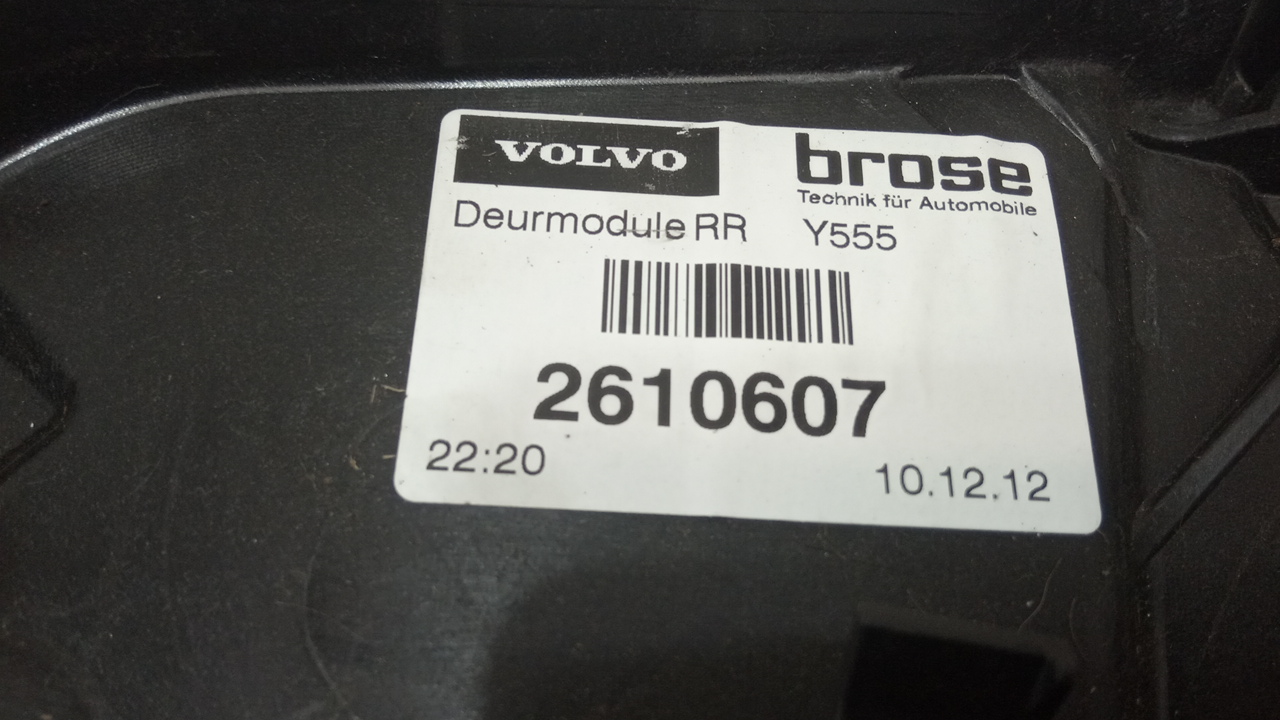 VOLVO brose
Technik für Automobile
Deurmodule RR Y555
2610607
22:20 10.12.12